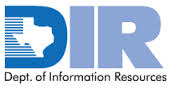 DIR
Dept. of Information Resources